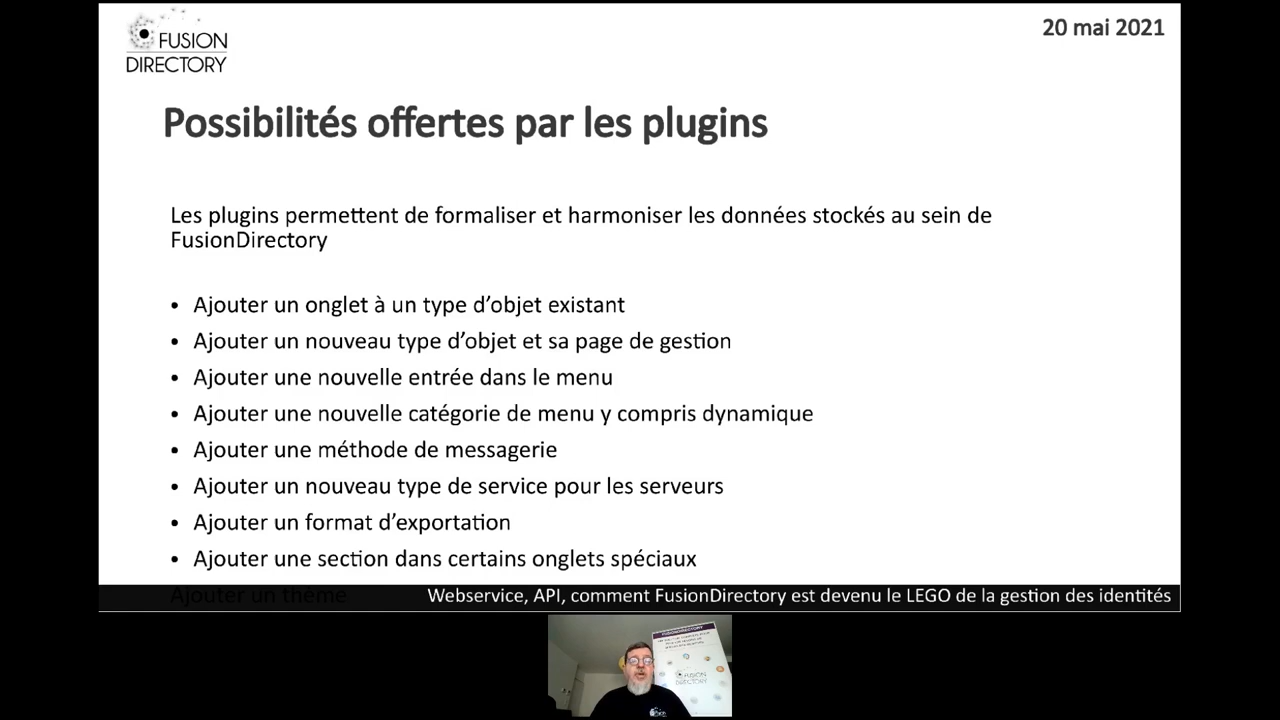 FUSION
DIRECTORY
20 mai 2021
Possibilités offertes par les plugins
Les plugins permettent de formaliser et harmoniser les données stockés au sein de
FusionDirectory
• Ajouter un onglet à un type d’objet existant
• Ajouter un nouveau type d’objet et sa page de gestion
• Ajouter une nouvelle entrée dans le menu
• Ajouter une nouvelle catégorie de menu y compris dynamique
• Ajouter une méthode de messagerie
• Ajouter un nouveau type de service pour les serveurs
• Ajouter un format d’exportation
• Ajouter une section dans certains onglets spéciaux
Ajouter un thème
Webservice, API, comment FusionDirectory est devenu le LEGO de la gestion des identités
FUSIONDIRECTORY
FUSION
DIRECTORY